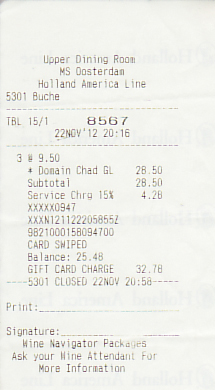 Upper Dining Room
MS Oosterdam
Holland America Line
5301 Buche
TBL 15/1 8567
22NOV'12 20:16
3 @ 9.50
* Domain Chad GL 28.50
Subtotal 28.50
Service Chrg 15% 4.28
XXXXX0947
XXXN1211222058552
9821000158094700
CARD SWIPED
Balance: 25.48
GIFT CARD CHARGE 32.78
-----5301 CLOSED 22NOV 20:58-----
Print:
Signature:
Wine Navigator Packages
Ask your Wine Attendant For
More Information